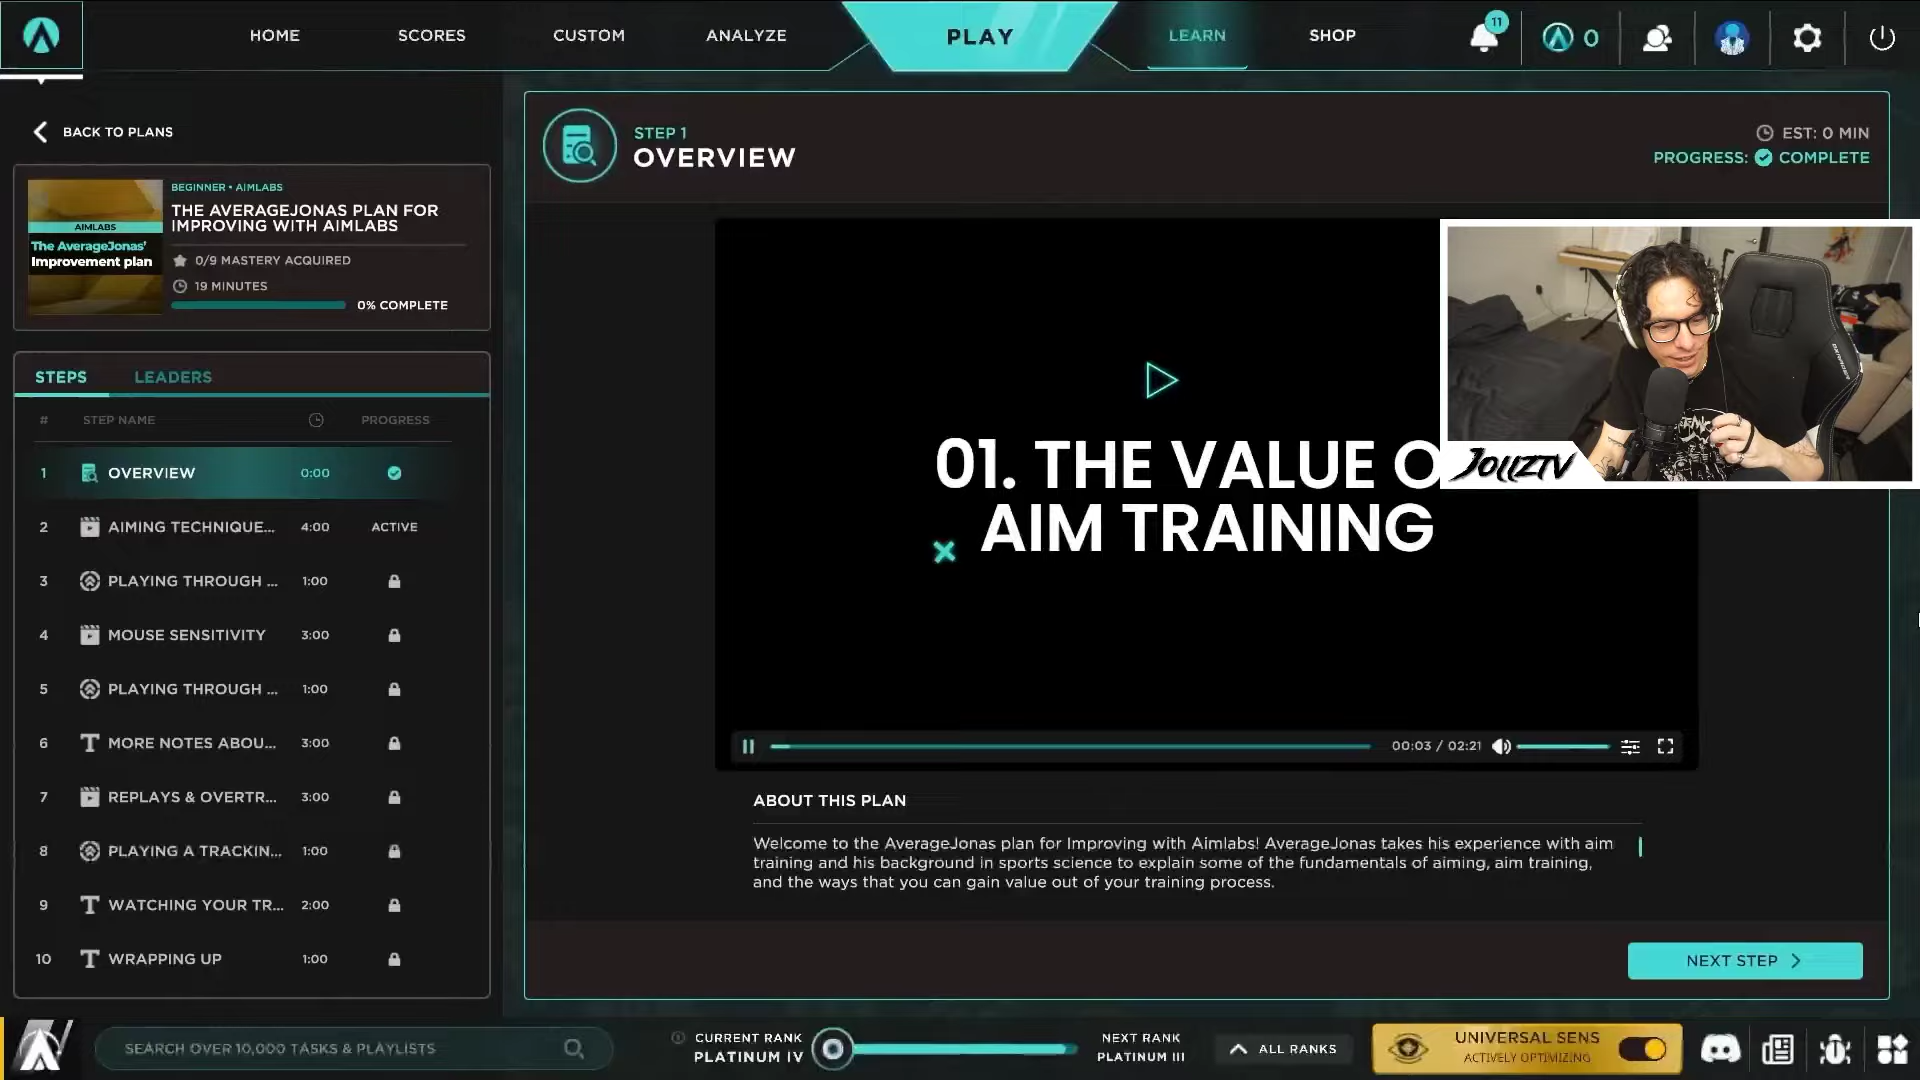 HOME
SCORES
CUSTOM
ANALYZE
PLAY
LEARN
SHOP
11
0
BACK TO PLANS
AIMLABS
The AverageJonas'
Improvement plan
BEGINNER • AIMLABS
THE AVERAGEJONAS PLAN FOR
IMPROVING WITH AIMLABS
0/9 MASTERY ACQUIRED
19 MINUTES
0% COMPLETE
STEPS LEADERS
# STEP NAME PROGRESS
1 OVERVIEW 0:00
2 AIMING TECHNIQUE... 4:00 ACTIVE
3 PLAYING THROUGH ... 1:00
4 MOUSE SENSITIVITY 3:00
5 PLAYING THROUGH ... 1:00
6 MORE NOTES ABOU... 3:00
7 REPLAYS & OVERTR... 3:00
8 PLAYING A TRACKIN... 1:00
9 WATCHING YOUR TR... 2:00
10 WRAPPING UP 1:00
STEP 1
OVERVIEW
EST: 0 MIN
PROGRESS: COMPLETE
01. THE VALUE O
AIM TRAINING
JOllZTV
00:03 / 02:21
ABOUT THIS PLAN
Welcome to the AverageJonas plan for Improving with Aimlabs! AverageJonas takes his experience with aim
training and his background in sports science to explain some of the fundamentals of aiming, aim training,
and the ways that you can gain value out of your training process.
NEXT STEP
SEARCH OVER 10,000 TASKS & PLAYLISTS
CURRENT RANK
PLATINUM IV
NEXT RANK
PLATINUM III
ALL RANKS
UNIVERSAL SENS
ACTIVELY OPTIMIZING